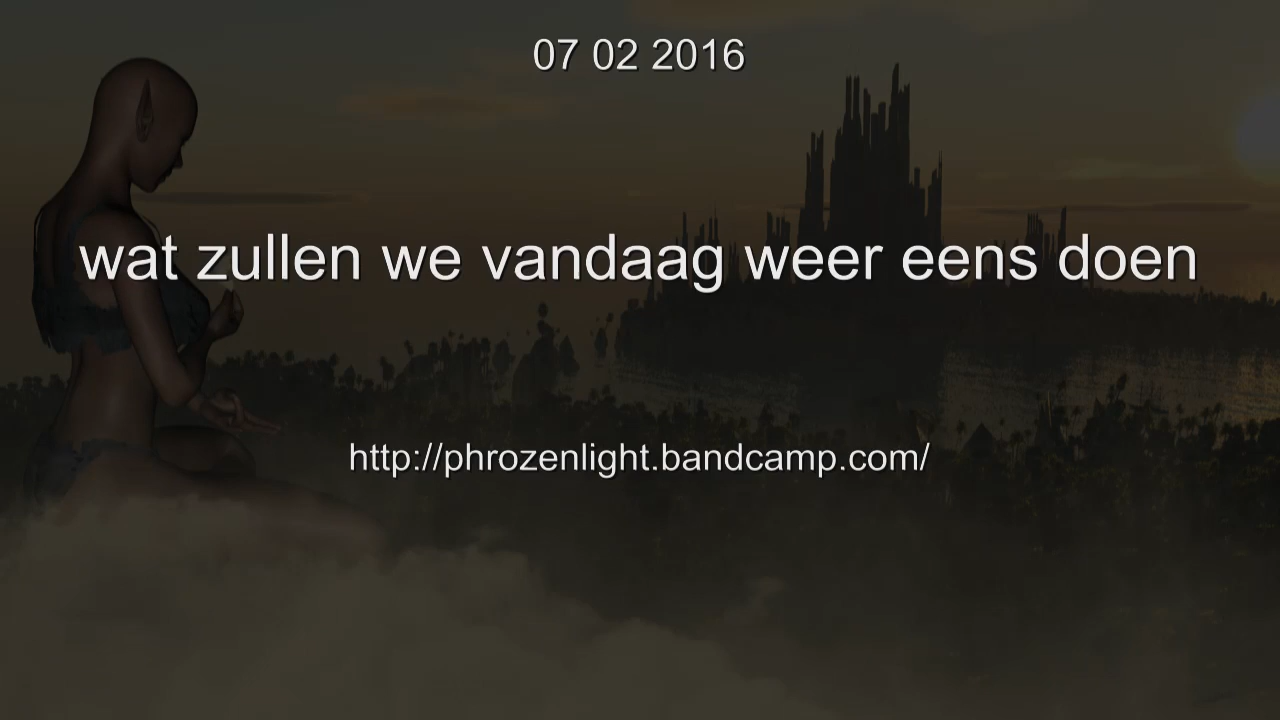 07 02 2016
wat zullen we vandaag weer eens doen
http://phrozenlight.bandcamp.com/